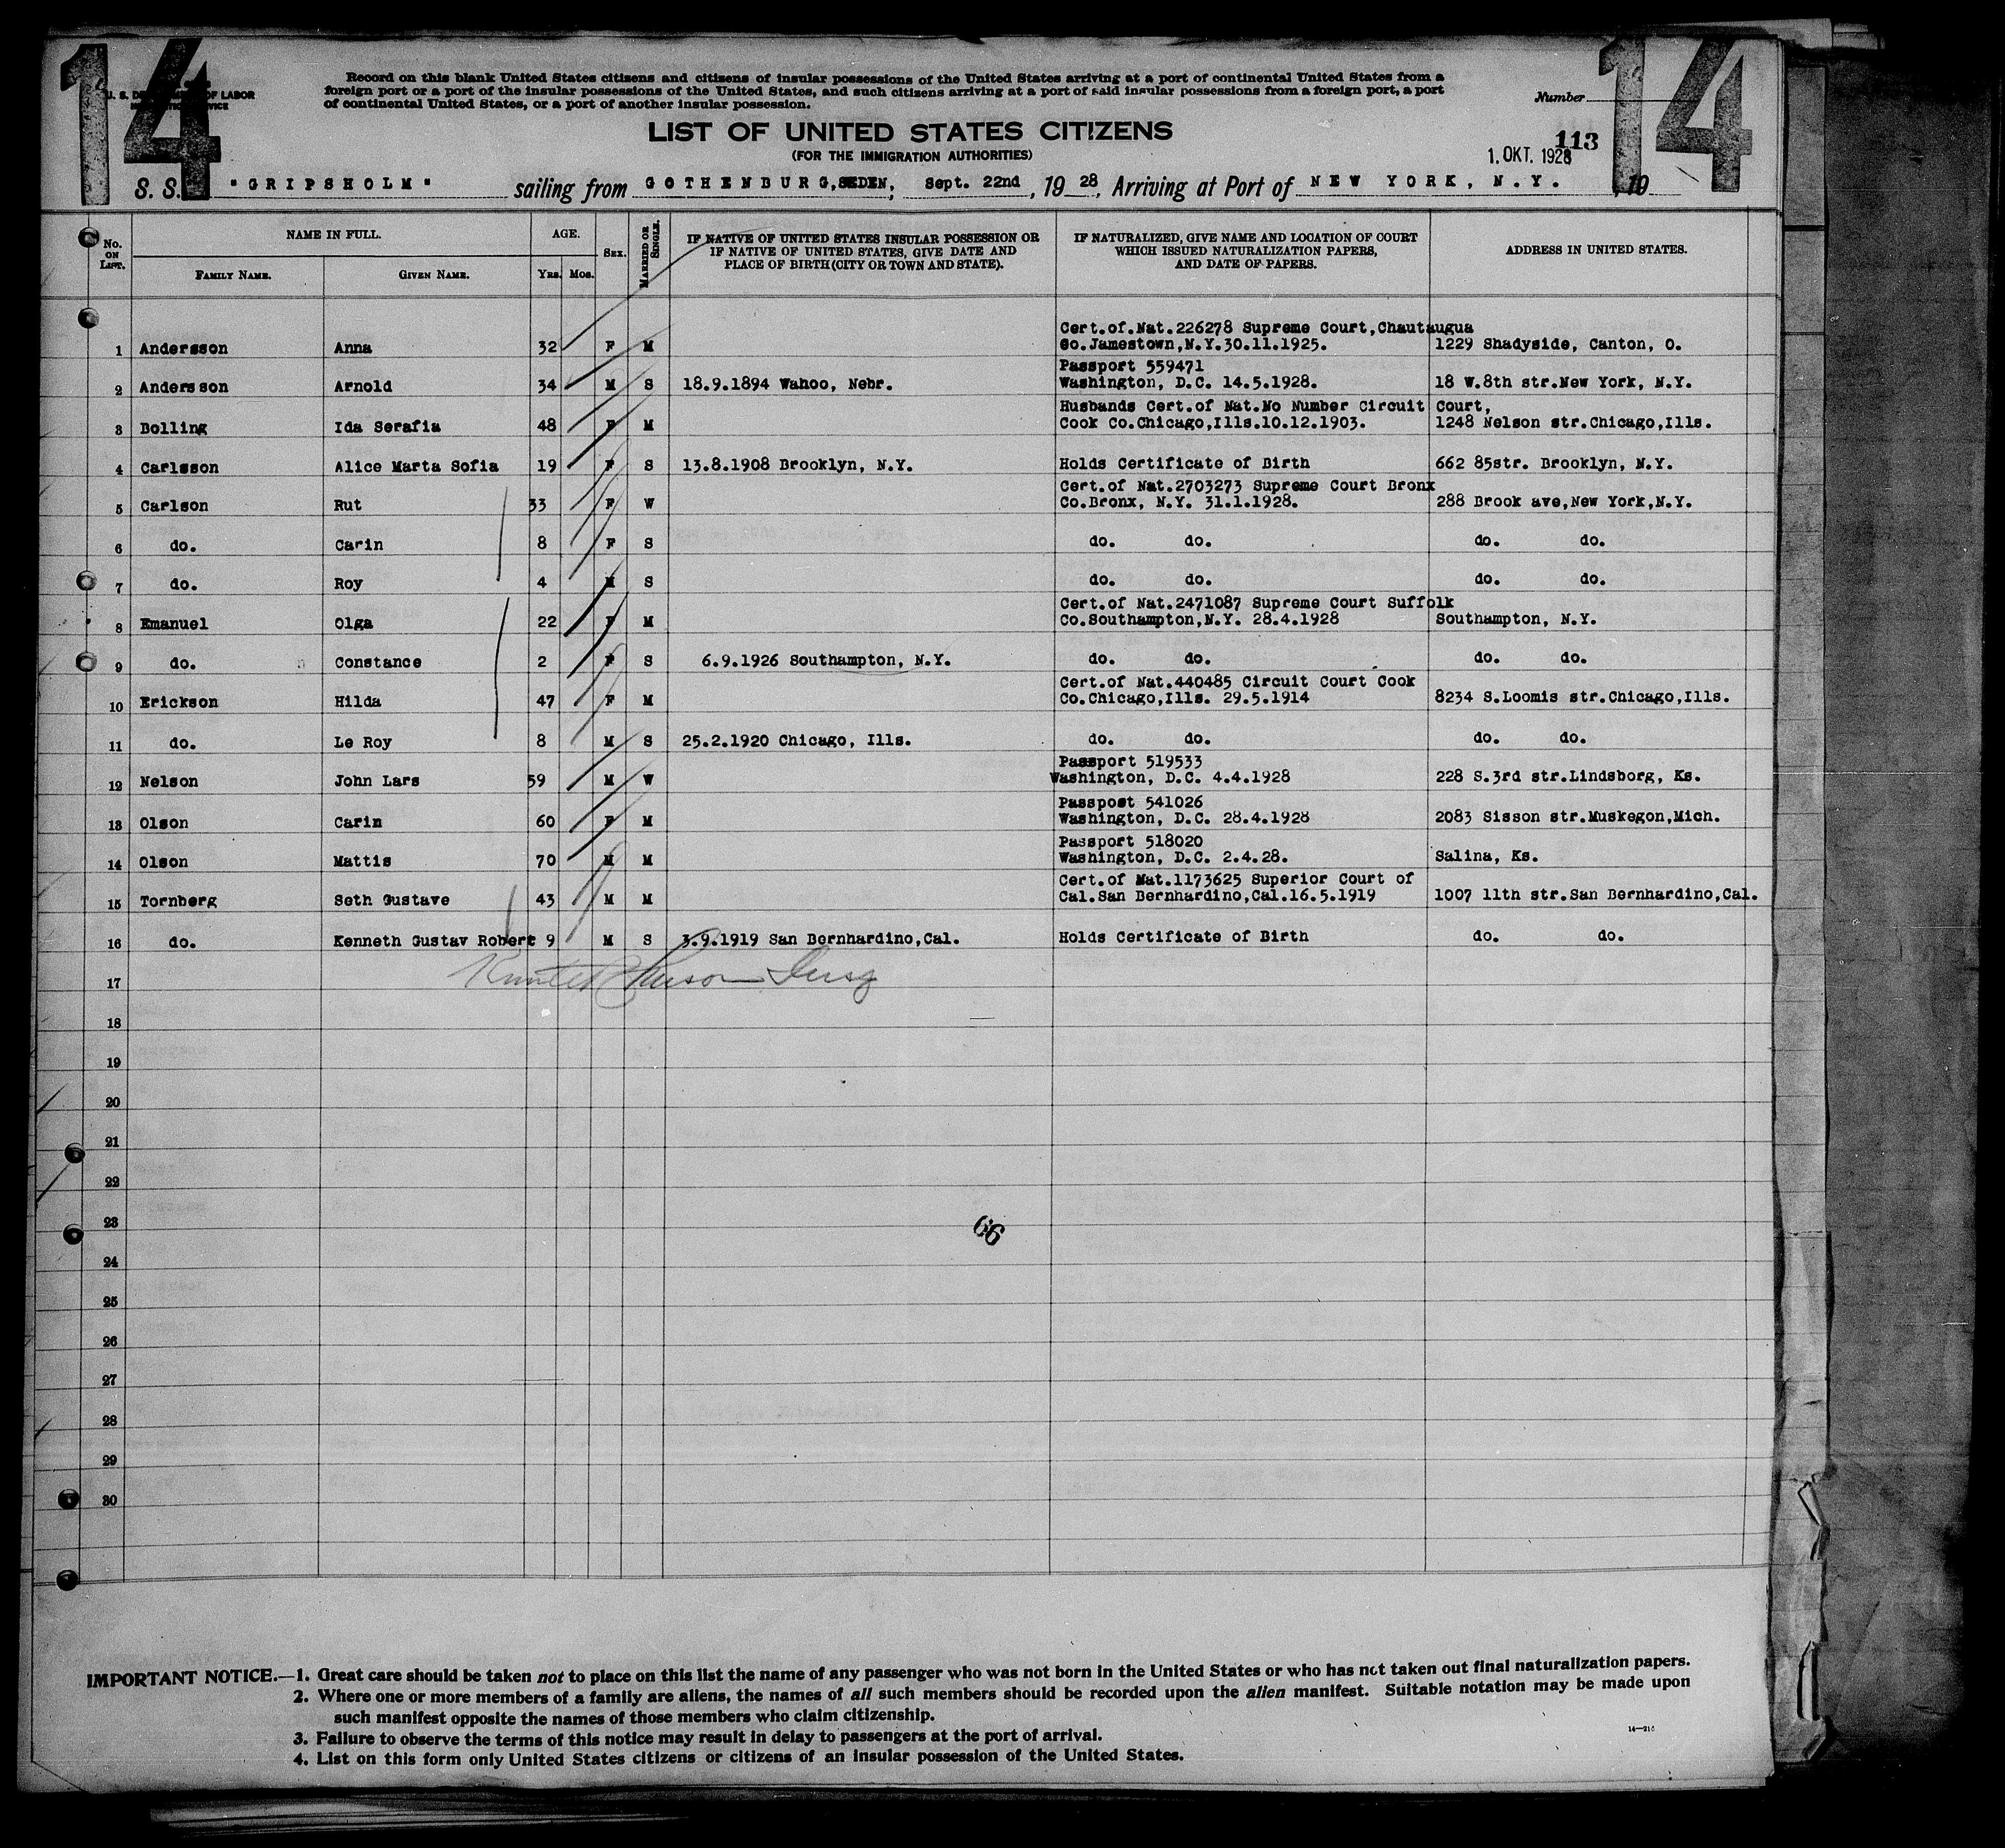 14 14
U. S. DEPARTMENT OF LABOR
IMMIGRATION SERVICE
Record on this blank United States citizens and citizens of insular possessions of the United States arriving at a port of continental United States from a
foreign port or a port of the insular possessions of the United States, and such citizens arriving at a port of said insular possessions from a foreign port, a port
of continental United States, or a port of another insular possession.
Number
LIST OF UNITED STATES CITIZENS
(FOR THE IMMIGRATION AUTHORITIES)
113
1. OKT. 1928
S. S. "GRIPSHOLM" sailing from GOTHENBURG, SEDEN, Sept. 22nd, 1928, Arriving at Port of NEW YORK, N.Y. , 19
No. ON LIST. NAME IN FULL. AGE. SEX. MARRIED OR SINGLE. IF NATIVE OF UNITED STATES INSULAR POSSESSION OR IF NATIVE OF UNITED STATES, GIVE DATE AND PLACE OF BIRTH (CITY OR TOWN AND STATE). IF NATURALIZED, GIVE NAME AND LOCATION OF COURT WHICH ISSUED NATURALIZATION PAPERS, AND DATE OF PAPERS. ADDRESS IN UNITED STATES.
FAMILY NAME. GIVEN NAME. YRS. MOS.
Cert.of.Nat.226278 Supreme Court,Chautaugua
1 Andersson Anna 32 F M Co.Jamestown,N.Y.30.11.1925. 1229 Shadyside, Canton, O.
Passport 559471
2 Andersson Arnold 34 M S 18.9.1894 Wahoo, Nebr. Washington, D.C. 14.5.1928. 18 W.8th str.New York, N.Y.
Husbands Cert.of Nat.No Number Circuit Court,
3 Bolling Ida Serafia 48 F M Cook Co.Chicago,Ills.10.12.1903. 1248 Nelson str.Chicago,Ills.
4 Carlsson Alice Marta Sofia 19 F S 13.8.1908 Brooklyn, N.Y. Holds Certificate of Birth 662 85str. Brooklyn, N.Y.
Cert.of Nat.2703273 Supreme Court Bronx
5 Carlson Rut 33 F W Co.Bronx, N.Y. 31.1.1928. 288 Brook ave,New York,N.Y.
6 do. Carin 8 F S do. do. do. do.
7 do. Roy 4 M S do. do. do. do.
Cert.of Nat.2471087 Supreme Court Suffolk
8 Emanuel Olga 22 F M Co.Southampton,N.Y. 28.4.1928 Southampton, N.Y.
9 do. Constance 2 F S 6.9.1926 Southampton, N.Y. do. do. do. do.
Cert.of Nat.440485 Circuit Court Cook
10 Erickson Hilda 47 F M Co.Chicago,Ills. 29.5.1914 8234 S.Loomis str.Chicago,Ills.
11 do. Le Roy 8 M S 25.2.1920 Chicago, Ills. do. do. do. do.
Passport 519533
12 Nelson John Lars 59 M W Washington, D.C. 4.4.1928 228 S.3rd str.Lindsborg, Ks.
Passpost 541026
13 Olson Carin 60 F M Washington, D.C. 28.4.1928 2083 Sisson str.Muskegon,Mich.
Passport 518020
14 Olson Mattis 70 M M Washington, D.C. 2.4.28. Salina, Ks.
Cert.of Nat.1173625 Superior Court of
15 Tornberg Seth Gustave 43 M M Cal.San Bernhardino,Cal.16.5.1919 1007 11th str.San Bernhardino,Cal.
16 do. Kenneth Gustav Robert 9 M S 3.9.1919 San Bernhardino,Cal. Holds Certificate of Birth do. do.
17
18
19
20
21
22
23
66
24
25
26
27
28
29
30
IMPORTANT NOTICE.—1. Great care should be taken not to place on this list the name of any passenger who was not born in the United States or who has not taken out final naturalization papers.
2. Where one or more members of a family are aliens, the names of all such members should be recorded upon the alien manifest. Suitable notation may be made upon
such manifest opposite the names of those members who claim citizenship.
3. Failure to observe the terms of this notice may result in delay to passengers at the port of arrival.
4. List on this form only United States citizens or citizens of an insular possession of the United States.